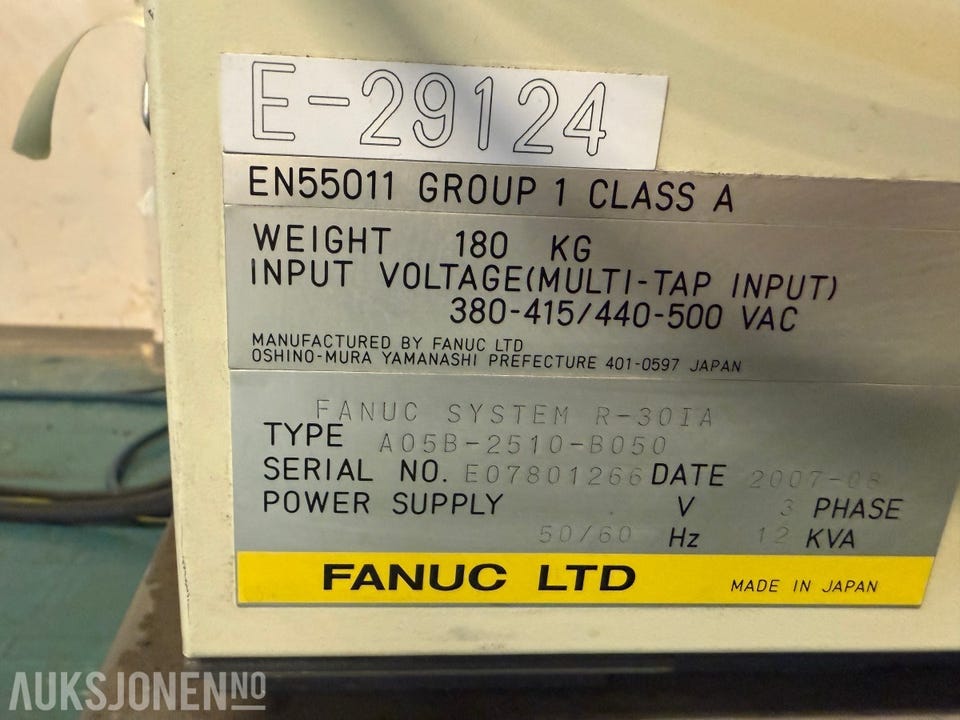 E-29124
EN55011 GROUP 1 CLASS A
WEIGHT 180 KG
INPUT VOLTAGE(MULTI-TAP INPUT)
380-415/440-500 VAC
MANUFACTURED BY FANUC LTD
OSHINO-MURA YAMANASHI PREFECTURE 401-0597 JAPAN
FANUC SYSTEM R-30IA
TYPE A05B-2510-B050
SERIAL NO. E07801266 DATE 2007-08
POWER SUPPLY V 3 PHASE
50/60 Hz 12 KVA
FANUC LTD MADE IN JAPAN
AUKSJONEN NO